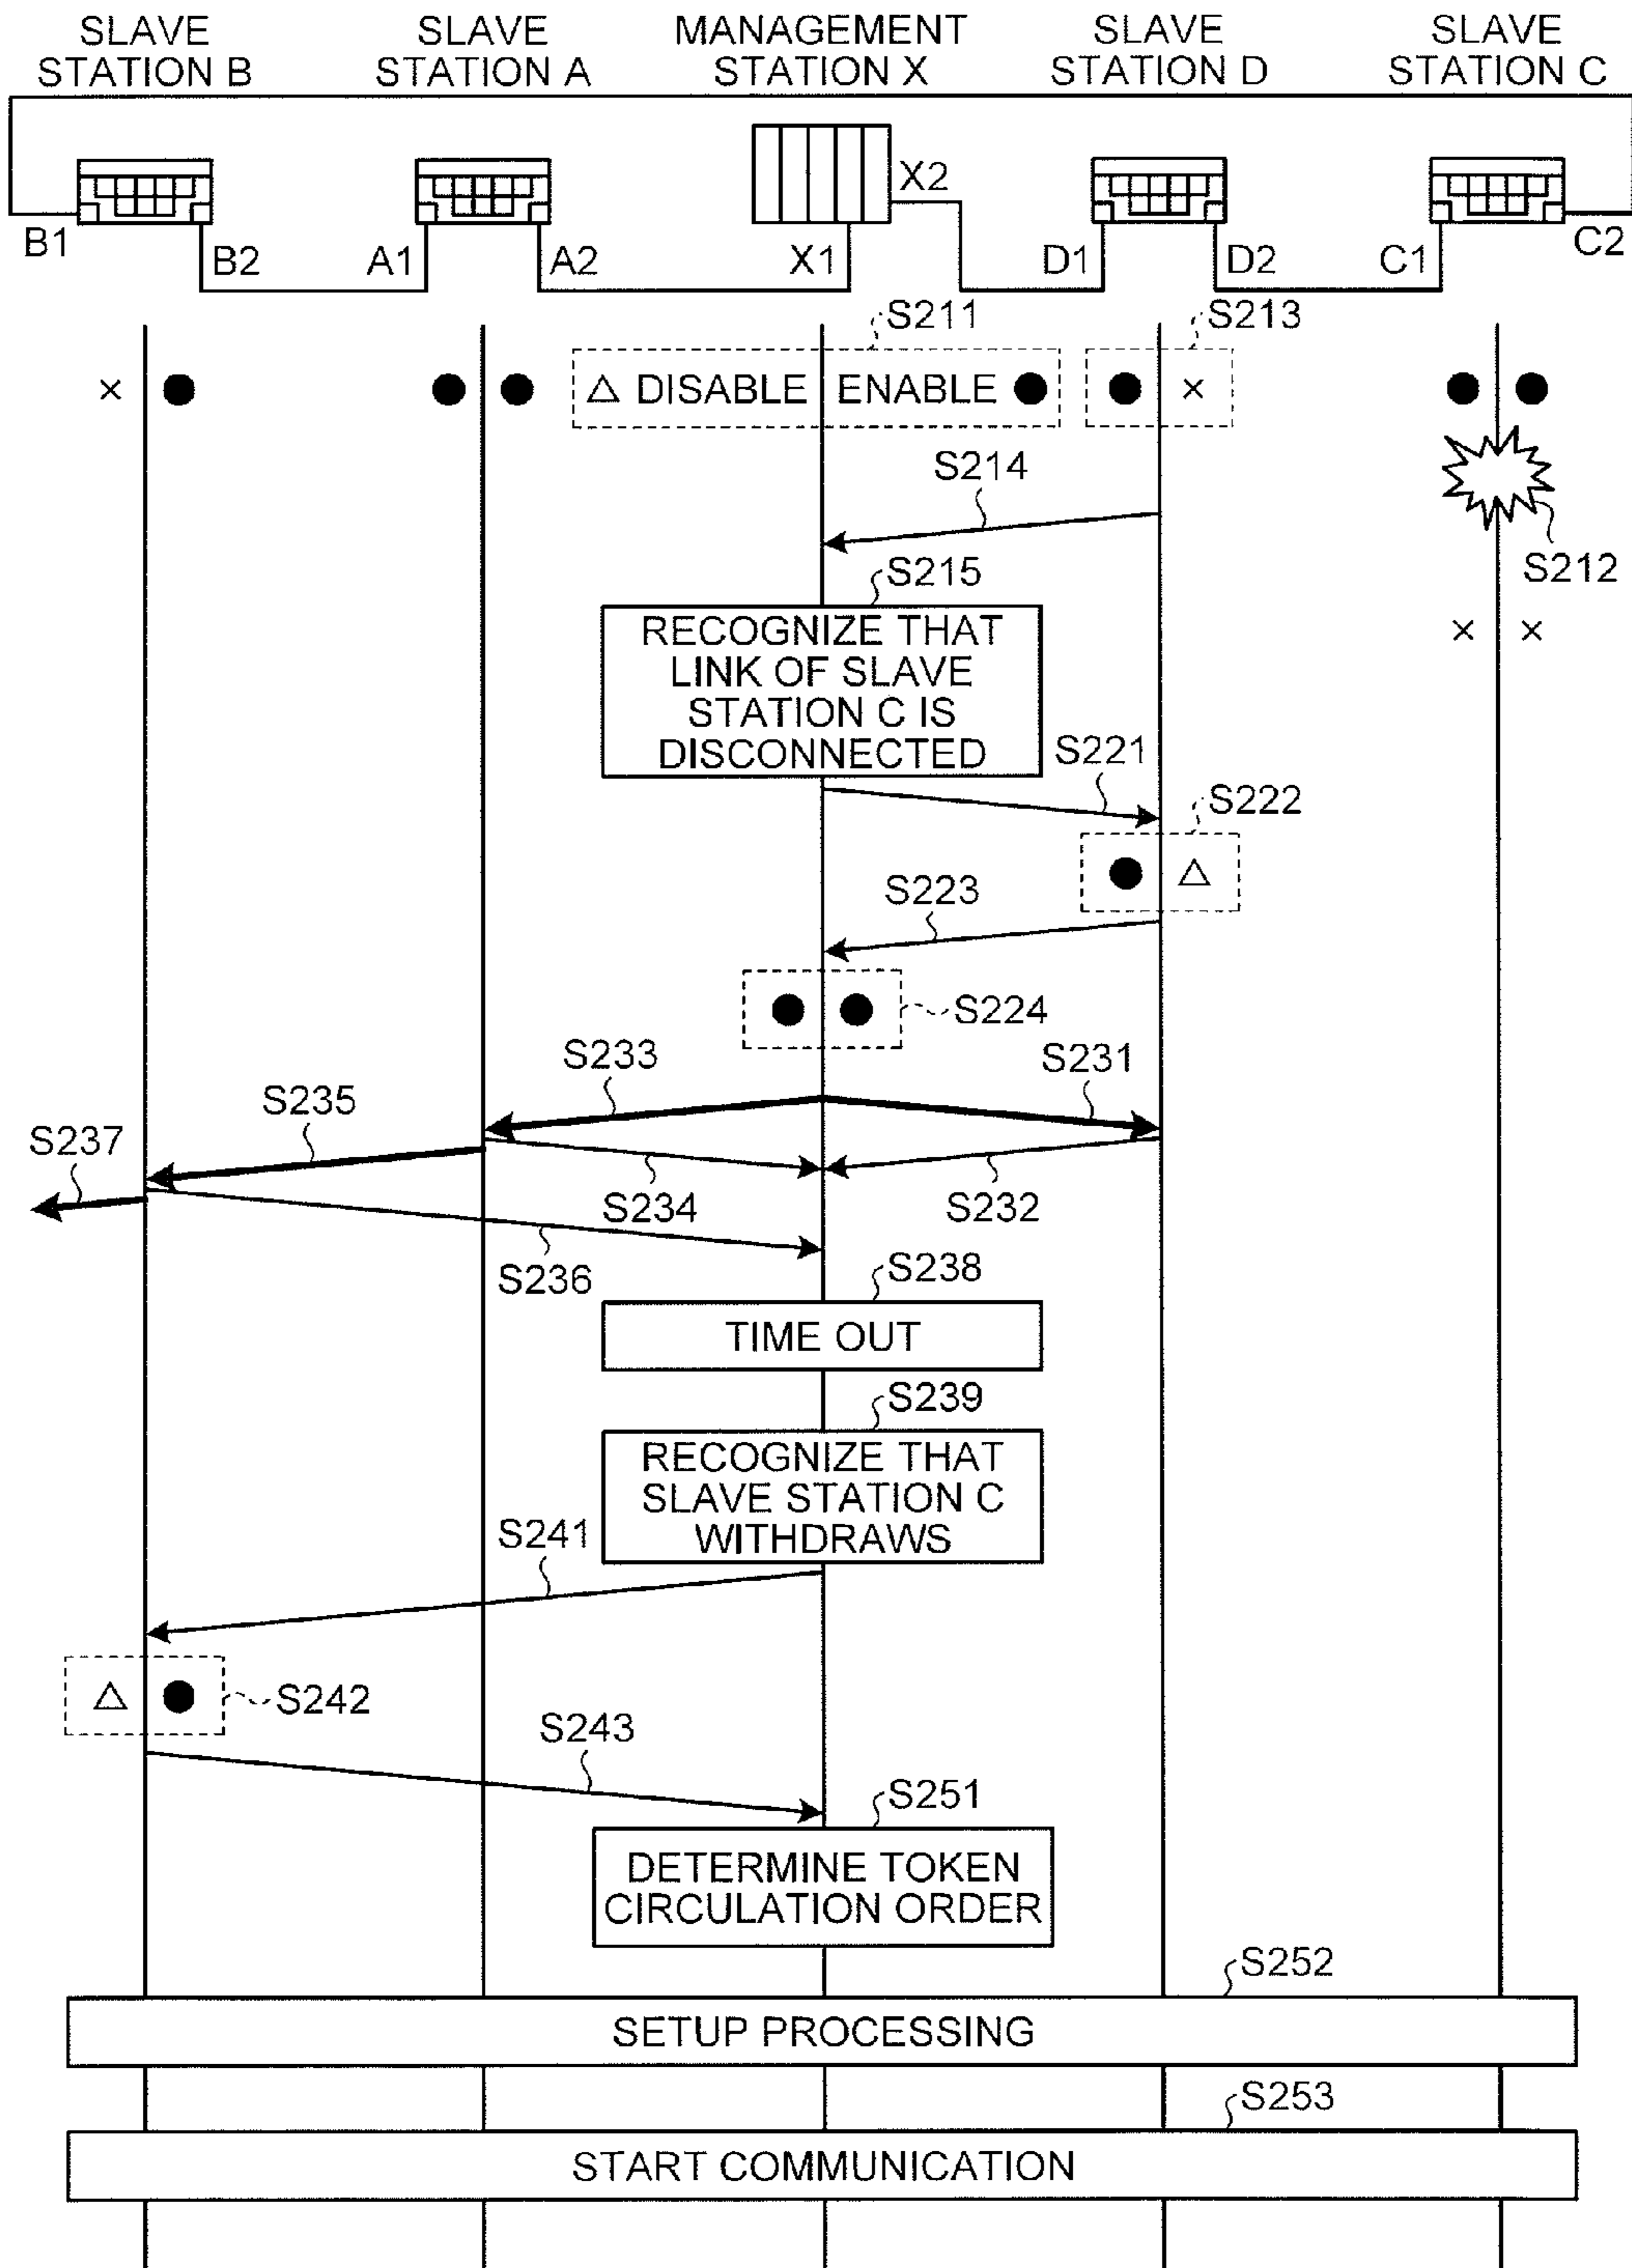 SLAVE
STATION B
SLAVE
STATION A
MANAGEMENT
STATION X
SLAVE
STATION D
SLAVE
STATION C
X2
B1
B2
A1
A2
X1
D1
D2
C1
C2
S211
S213
× △ DISABLE ENABLE ×
S214
S212
S215
RECOGNIZE THAT
LINK OF SLAVE
STATION C IS
DISCONNECTED
× ×
S221
S222
△
S223
S224
S233
S231
S235
S237
S234
S232
S236
S238
TIME OUT
S239
RECOGNIZE THAT
SLAVE STATION C
WITHDRAWS
S241
△
S242
S243
S251
DETERMINE TOKEN
CIRCULATION ORDER
S252
SETUP PROCESSING
S253
START COMMUNICATION